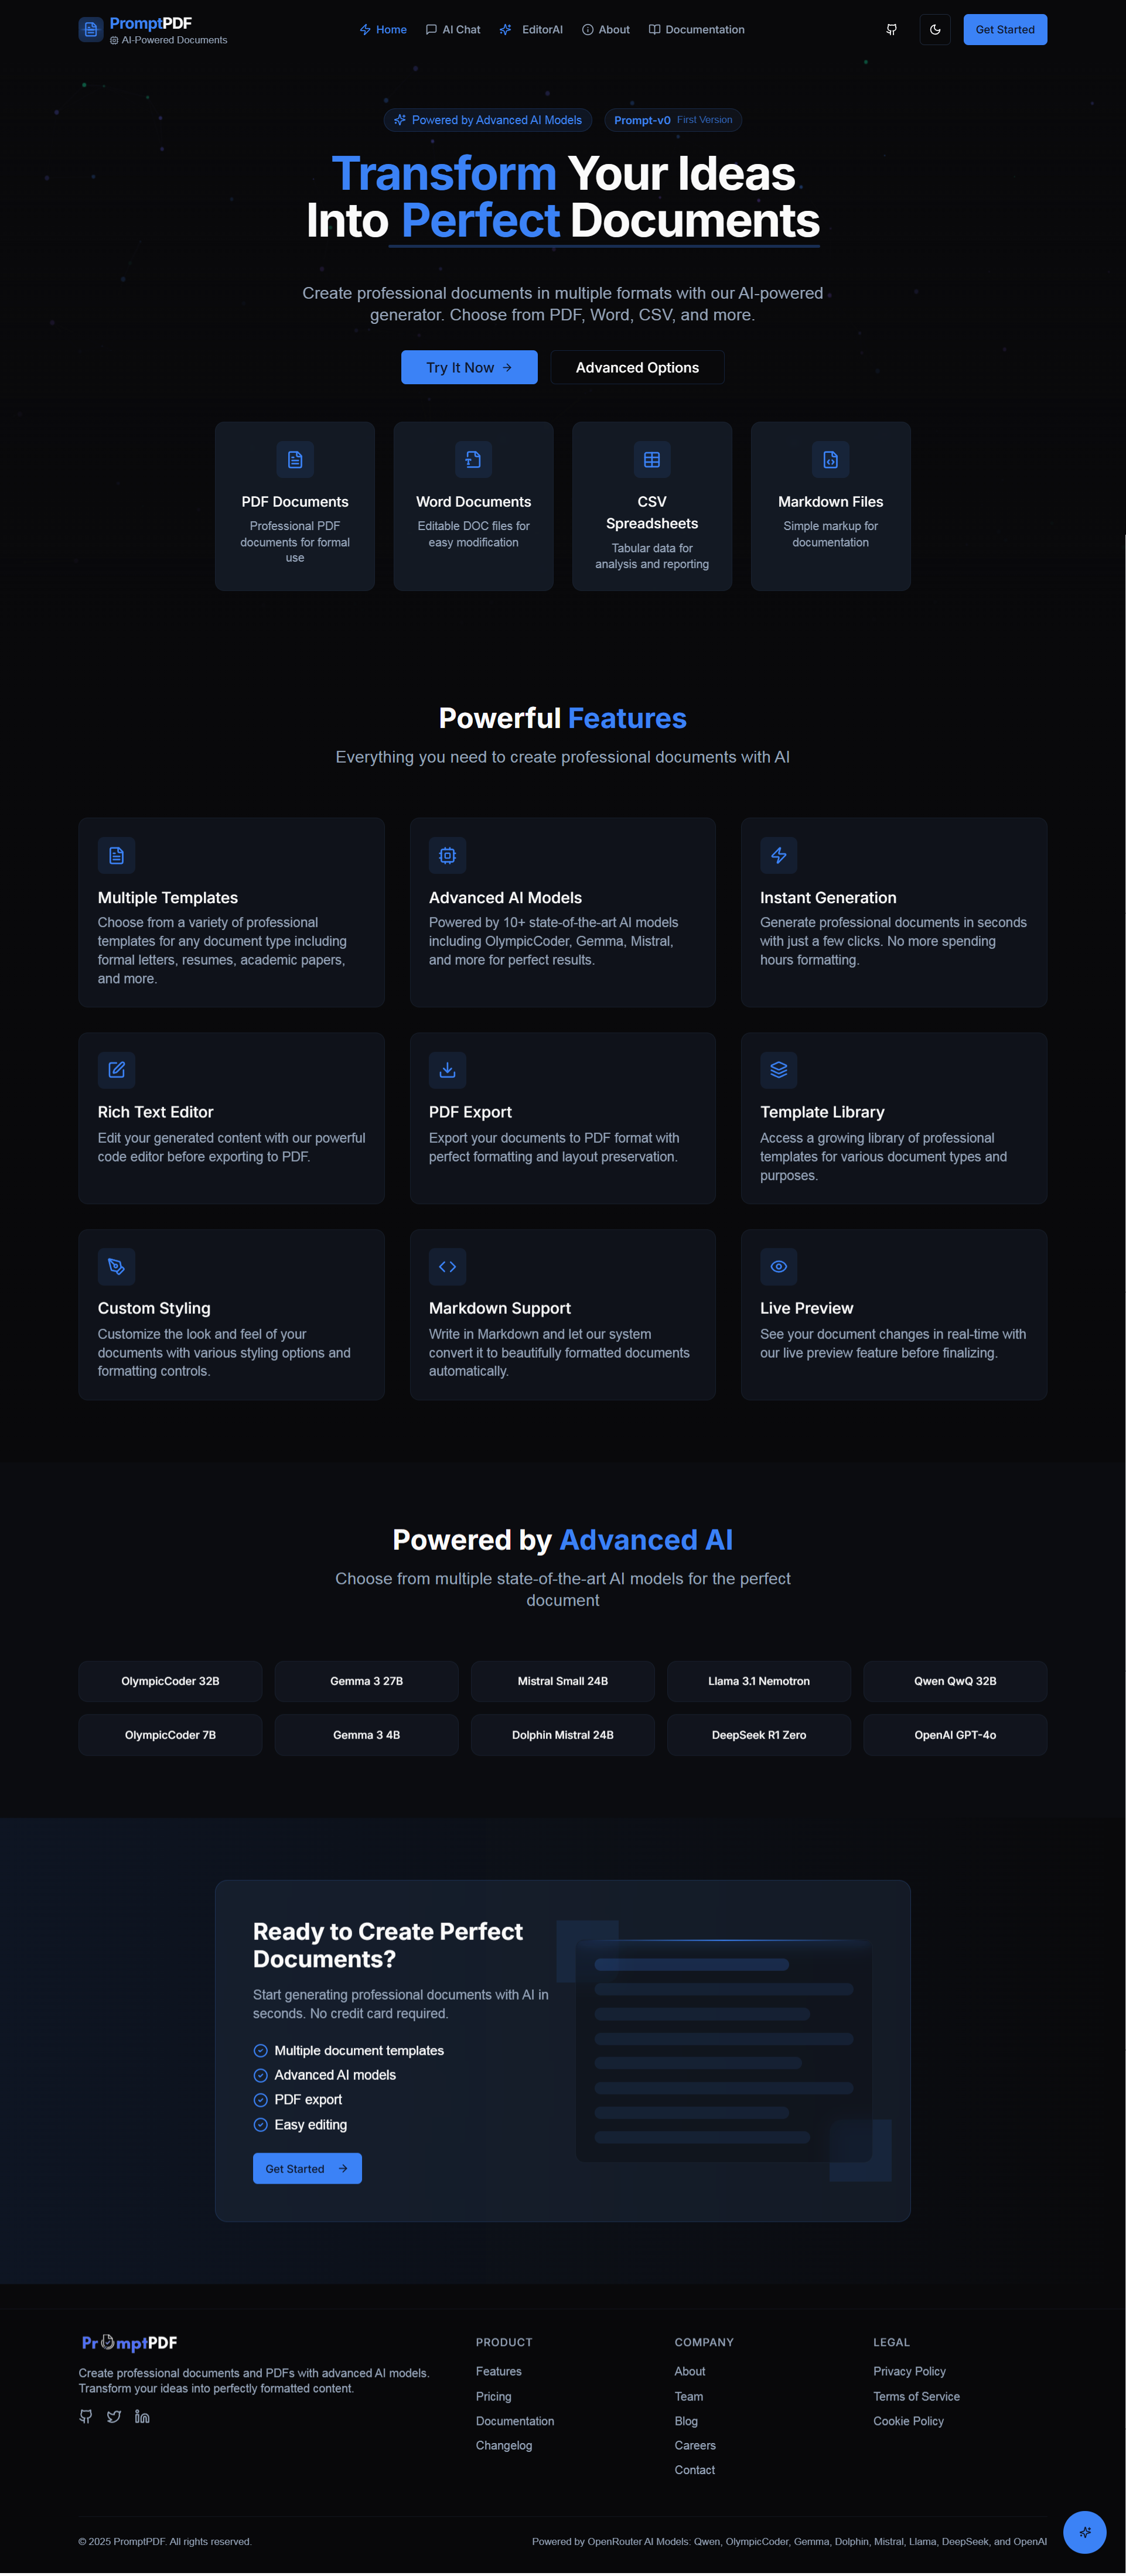 PromptPDF
AI-Powered Documents
Home
AI Chat
EditorAI
About
Documentation
Get Started
Powered by Advanced AI Models
Prompt-v0 First Version
Transform Your Ideas
Into Perfect Documents
Create professional documents in multiple formats with our AI-powered
generator. Choose from PDF, Word, CSV, and more.
Try It Now
Advanced Options
PDF Documents
Professional PDF
documents for formal
use
Word Documents
Editable DOC files for
easy modification
CSV
Spreadsheets
Tabular data for
analysis and reporting
Markdown Files
Simple markup for
documentation
Powerful Features
Everything you need to create professional documents with AI
Multiple Templates
Choose from a variety of professional
templates for any document type including
formal letters, resumes, academic papers,
and more.
Advanced AI Models
Powered by 10+ state-of-the-art AI models
including OlympicCoder, Gemma, Mistral,
and more for perfect results.
Instant Generation
Generate professional documents in seconds
with just a few clicks. No more spending
hours formatting.
Rich Text Editor
Edit your generated content with our powerful
code editor before exporting to PDF.
PDF Export
Export your documents to PDF format with
perfect formatting and layout preservation.
Template Library
Access a growing library of professional
templates for various document types and
purposes.
Custom Styling
Customize the look and feel of your
documents with various styling options and
formatting controls.
Markdown Support
Write in Markdown and let our system
convert it to beautifully formatted documents
automatically.
Live Preview
See your document changes in real-time with
our live preview feature before finalizing.
Powered by Advanced AI
Choose from multiple state-of-the-art AI models for the perfect
document
OlympicCoder 32B
Gemma 3 27B
Mistral Small 24B
Llama 3.1 Nemotron
Qwen QwQ 32B
OlympicCoder 7B
Gemma 3 4B
Dolphin Mistral 24B
DeepSeek R1 Zero
OpenAI GPT-4o
Ready to Create Perfect
Documents?
Start generating professional documents with AI in
seconds. No credit card required.
Multiple document templates
Advanced AI models
PDF export
Easy editing
Get Started
PromptPDF
Create professional documents and PDFs with advanced AI models.
Transform your ideas into perfectly formatted content.
PRODUCT
Features
Pricing
Documentation
Changelog
COMPANY
About
Team
Blog
Careers
Contact
LEGAL
Privacy Policy
Terms of Service
Cookie Policy
© 2025 PromptPDF. All rights reserved.
Powered by OpenRouter AI Models: Qwen, OlympicCoder, Gemma, Dolphin, Mistral, Llama, DeepSeek, and OpenAI